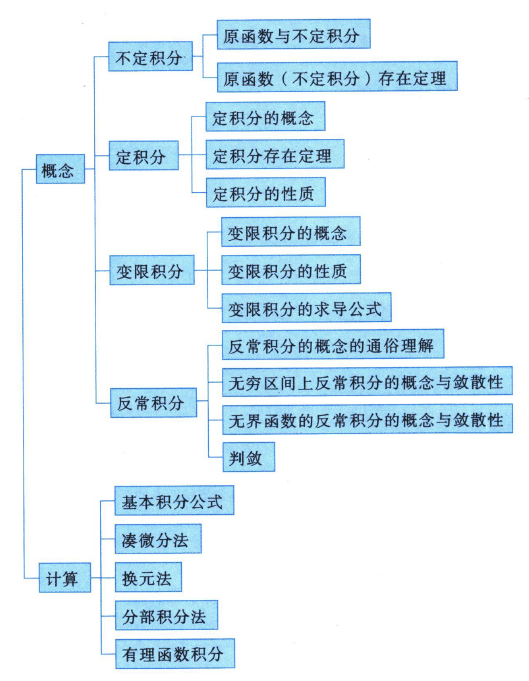 概念
不定积分
原函数与不定积分
原函数(不定积分)存在定理
定积分
定积分的概念
定积分存在定理
定积分的性质
变限积分
变限积分的概念
变限积分的性质
变限积分的求导公式
反常积分
反常积分的概念的通俗理解
无穷区间上反常积分的概念与敛散性
无界函数的反常积分的概念与敛散性
判敛
计算
基本积分公式
凑微分法
换元法
分部积分法
有理函数积分